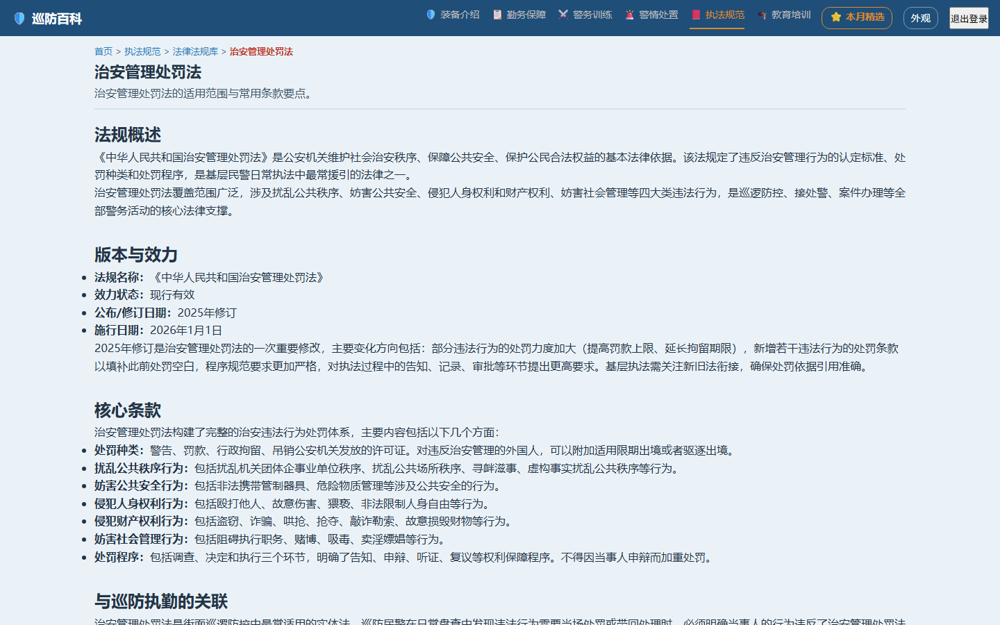 巡防百科
装备介绍
勤务保障
警务训练
警情处置
执法规范
教育培训
本月精选
外观
退出登录
首页 > 执法规范 > 法律法规库 > 治安管理处罚法
治安管理处罚法
治安管理处罚法的适用范围与常用条款要点。
法规概述
《中华人民共和国治安管理处罚法》是公安机关维护社会治安秩序、保障公共安全、保护公民合法权益的基本法律依据。该法规定了违反治安管理行为的认定标准、处
罚种类和处罚程序，是基层民警日常执法中最常援引的法律之一。
治安管理处罚法覆盖范围广泛，涉及扰乱公共秩序、妨害公共安全、侵犯人身权利和财产权利、妨害社会管理等四大类违法行为，是巡逻防控、接处警、案件办理等全
部警务活动的核心法律支撑。
版本与效力
法规名称：《中华人民共和国治安管理处罚法》
效力状态：现行有效
公布/修订日期：2025年修订
施行日期：2026年1月1日
2025年修订是治安管理处罚法的一次重要修改，主要变化方向包括：部分违法行为的处罚力度加大（提高罚款上限、延长拘留期限），新增若干违法行为的处罚条款
以填补此前处罚空白，程序规范要求更加严格，对执法过程中的告知、记录、审批等环节提出更高要求。基层执法需关注新旧法衔接，确保处罚依据引用准确。
核心条款
治安管理处罚法构建了完整的治安违法行为处罚体系，主要内容包括以下几个方面：
处罚种类：警告、罚款、行政拘留、吊销公安机关发放的许可证。对违反治安管理的外国人，可以附加适用限期出境或者驱逐出境。
扰乱公共秩序行为：包括扰乱机关团体企事业单位秩序、扰乱公共场所秩序、寻衅滋事、虚构事实扰乱公共秩序等行为。
妨害公共安全行为：包括非法携带管制器具、危险物质管理等涉及公共安全的行为。
侵犯人身权利行为：包括殴打他人、故意伤害、猥亵、非法限制人身自由等行为。
侵犯财产权利行为：包括盗窃、诈骗、哄抢、抢夺、敲诈勒索、故意损毁财物等行为。
妨害社会管理行为：包括阻碍执行职务、赌博、吸毒、卖淫嫖娼等行为。
处罚程序：包括调查、决定和执行三个环节，明确了告知、申辩、听证、复议等权利保障程序。不得因当事人申辩而加重处罚。
与巡防执勤的关联
治安管理处罚法是街面巡逻防控中最常适用的实体法。巡防民警在日常盘查中发现违法行为需要当场处罚或带回处理时，必须明确当事人的行为违反了治安管理处罚法